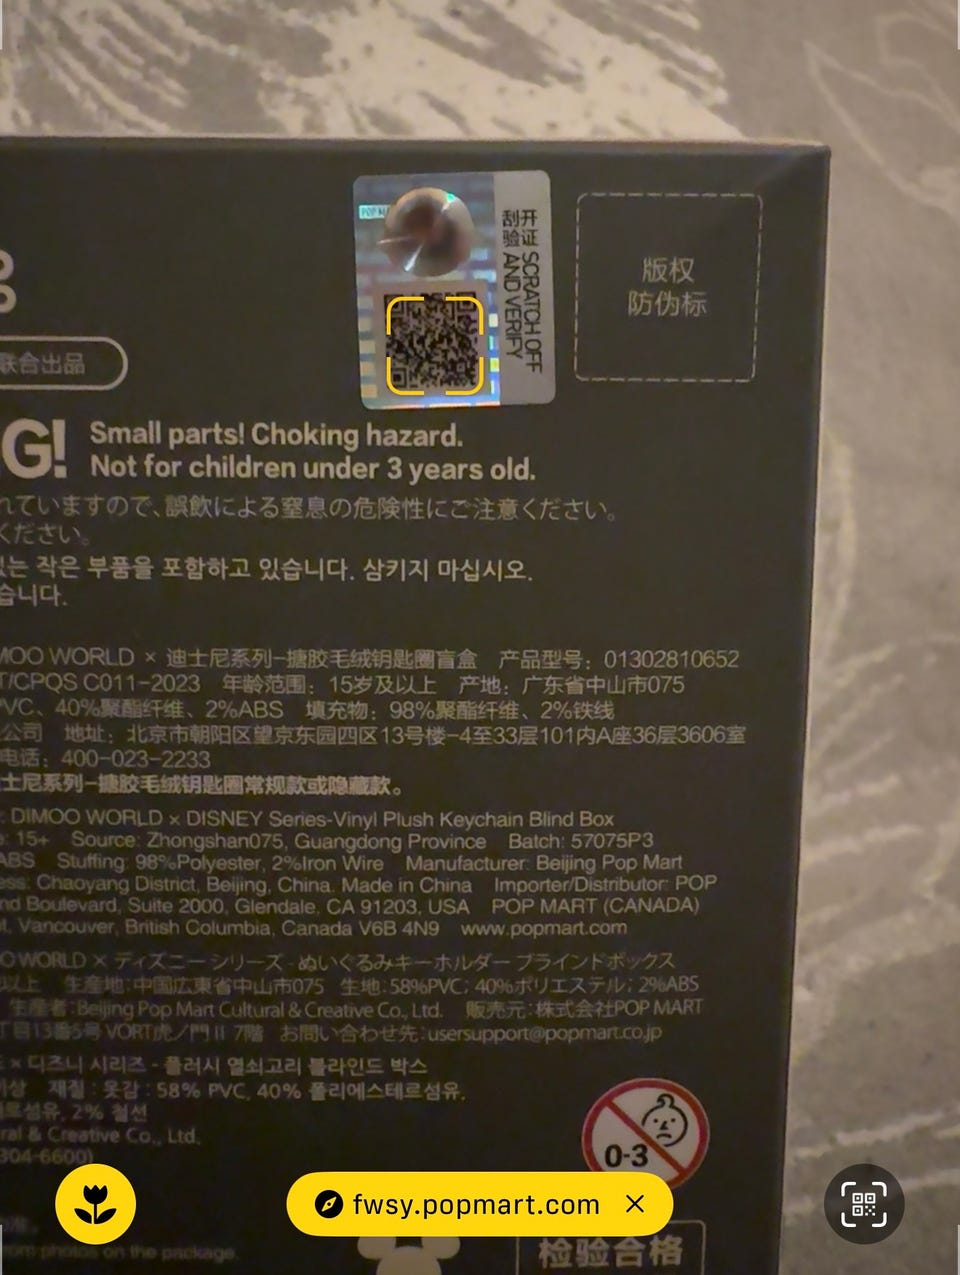 POP M
刮开
验证
SCRATCH OFF
AND VERIFY
版权
防伪标
联合出品
G!
Small parts! Choking hazard.
Not for children under 3 years old.
れていますので、誤飲による窒息の危険性にご注意ください。
ください。
있는 작은 부품을 포함하고 있습니다. 삼키지 마십시오.
습니다.
MOO WORLD × 迪士尼系列-搪胶毛绒钥匙圈盲盒 产品型号：01302810652
T/CPQS C011-2023 年龄范围：15岁及以上 产地：广东省中山市075
PVC、40%聚酯纤维、2%ABS 填充物：98%聚酯纤维、2%铁线
公司 地址：北京市朝阳区望京东园四区13号楼-4至33层101内A座36层3606室
电话：400-023-2233
士尼系列-搪胶毛绒钥匙圈常规款或隐藏款。
: DIMOO WORLD x DISNEY Series-Vinyl Plush Keychain Blind Box
: 15+ Source: Zhongshan075, Guangdong Province Batch: 57075P3
ABS Stuffing: 98%Polyester, 2%Iron Wire Manufacturer: Beijing Pop Mart
ess: Chaoyang District, Beijing, China. Made in China Importer/Distributor: POP
nd Boulevard, Suite 2000, Glendale, CA 91203, USA POP MART (CANADA)
t, Vancouver, British Columbia, Canada V6B 4N9 www.popmart.com
O WORLD × ディズニーシリーズ - ぬいぐるみキーホルダー ブラインドボックス
以上 生産地:中国広東省中山市075 生地:58%PVC; 40%ポリエステル; 2%ABS
生産者:Beijing Pop Mart Cultural & Creative Co., Ltd. 販売元:株式会社POP MART
丁目13番5号 VORT虎ノ門II 7階 お問い合わせ先:usersupport@popmart.co.jp
× 디즈니 시리즈 - 플러시 열쇠고리 블라인드 박스
이상 재질 : 옷감 : 58% PVC, 40% 폴리에스테르섬유,
르섬유, 2% 철선
ral & Creative Co., Ltd.
304-6600)
0-3
fwsy.popmart.com
from photos on the package.
检验合格